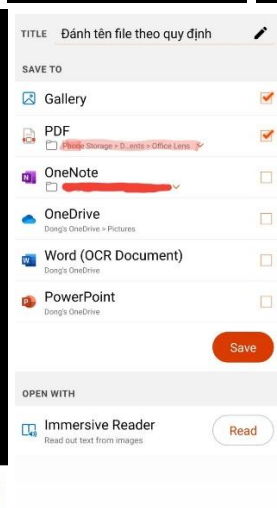 TITLE Đánh tên file theo quy định
SAVE TO
Gallery
PDF
Phone Storage > D...ents > Office Lens
OneNote
OneDrive
Dong's OneDrive > Pictures
Word (OCR Document)
Dong's OneDrive
PowerPoint
Dong's OneDrive
Save
OPEN WITH
Immersive Reader
Read out text from images
Read